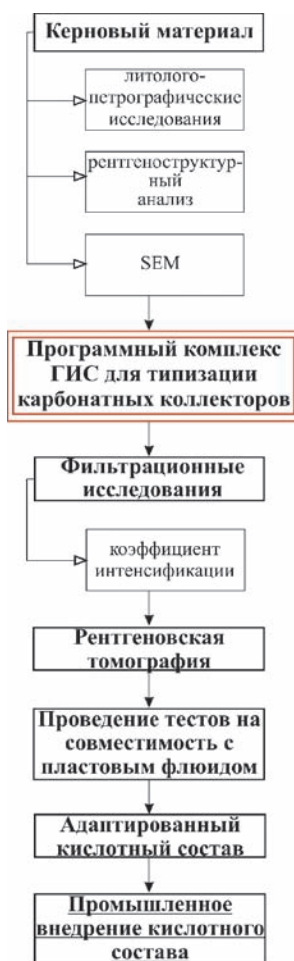 Керновый материал
литолого-
петрографические
исследования
рентгеноструктур-
ный
анализ
SEM
Программный комплекс
ГИС для типизации
карбонатных коллекторов
Фильтрационные
исследования
коэффициент
интенсификации
Рентгеновская
томография
Проведение тестов на
совместимость с
пластовым флюидом
Адаптированный
кислотный состав
Промышленное
внедрение кислотного
состава